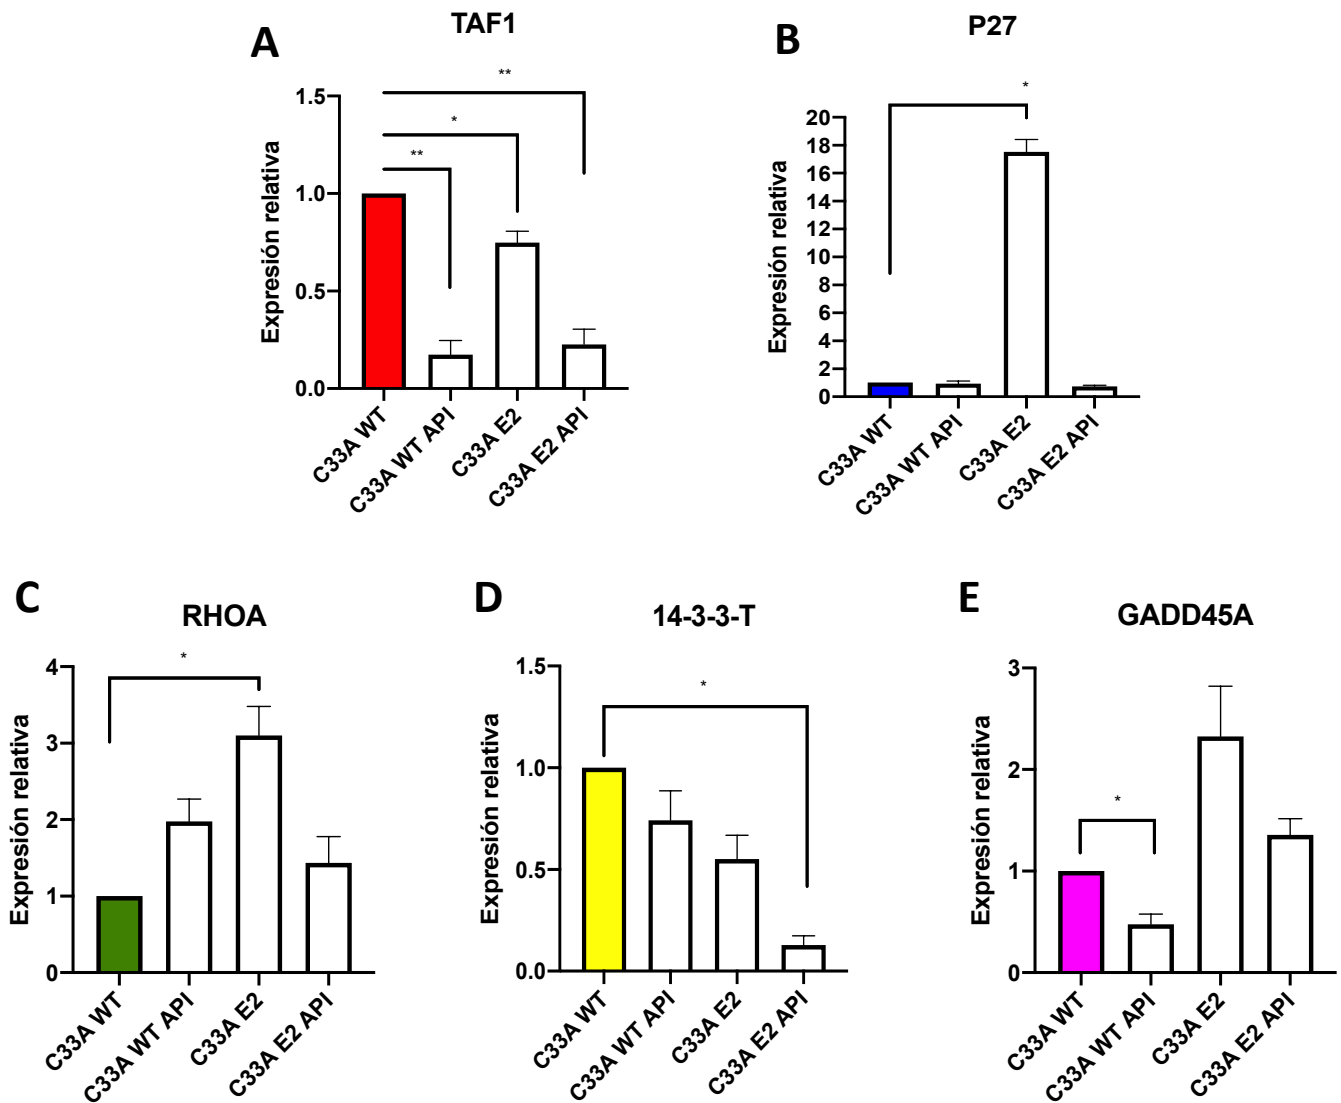 A
TAF1
Expresión relativa
1.5
1.0
0.5
0.0
**
*
**
C33A WT
C33A WT API
C33A E2
C33A E2 API
B
P27
Expresión relativa
20
18
16
14
12
10
8
6
4
2
0
*
C33A WT
C33A WT API
C33A E2
C33A E2 API
C
RHOA
Expresión relativa
4
3
2
1
0
*
C33A WT
C33A WT API
C33A E2
C33A E2 API
D
14-3-3-T
Expresión relativa
1.5
1.0
0.5
0.0
*
C33A WT
C33A WT API
C33A E2
C33A E2 API
E
GADD45A
Expresión relativa
3
2
1
0
*
C33A WT
C33A WT API
C33A E2
C33A E2 API